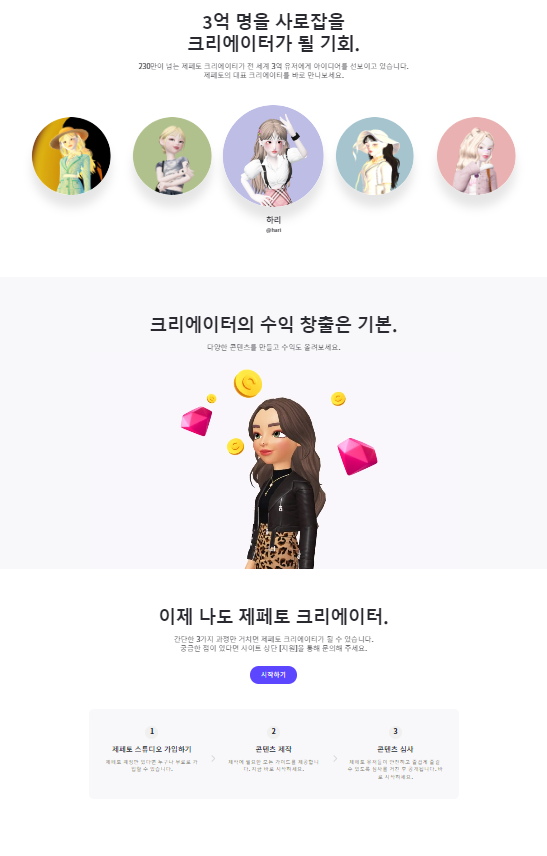 3억 명을 사로잡을
크리에이터가 될 기회.
230만이 넘는 제페토 크리에이터가 전 세계 3억 유저에게 아이디어를 선보이고 있습니다.
제페토의 대표 크리에이터를 바로 만나보세요.
하리
@hari
크리에이터의 수익 창출은 기본.
다양한 콘텐츠를 만들고 수익도 올려보세요.
이제 나도 제페토 크리에이터.
간단한 3가지 과정만 거치면 제페토 크리에이터가 될 수 있습니다.
궁금한 점이 있다면 사이트 상단 [지원]을 통해 문의해 주세요.
시작하기
1
제페토 스튜디오 가입하기
제페토 계정만 있다면 누구나 무료로 가
입할 수 있습니다.
2
콘텐츠 제작
제작에 필요한 모든 가이드를 제공합니
다. 지금 바로 시작하세요.
3
콘텐츠 심사
제페토 유저들이 안전하고 즐겁게 즐길
수 있도록 심사를 거친 후 공개됩니다. 바
로 시작하세요.